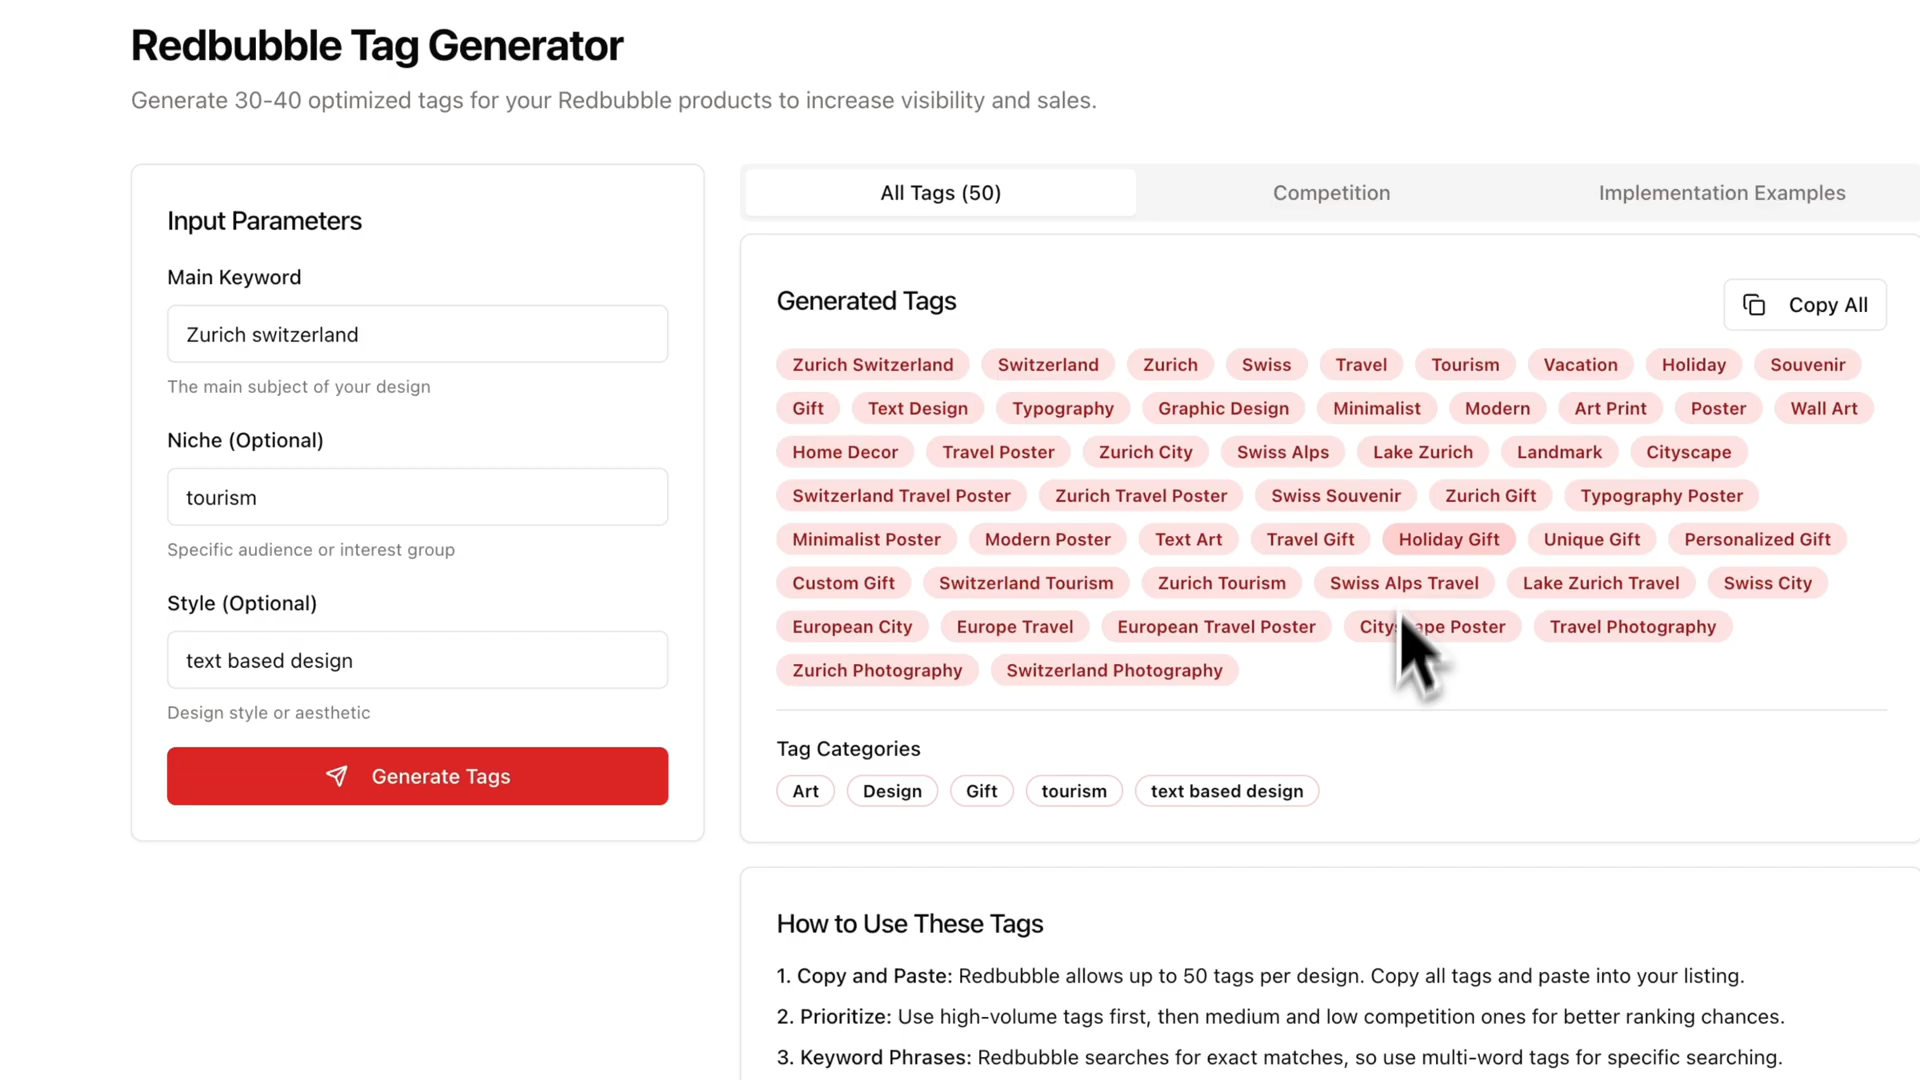 Redbubble Tag Generator
Generate 30-40 optimized tags for your Redbubble products to increase visibility and sales.
Input Parameters
Main Keyword
Zurich switzerland
The main subject of your design
Niche (Optional)
tourism
Specific audience or interest group
Style (Optional)
text based design
Design style or aesthetic
Generate Tags
All Tags (50) Competition Implementation Examples
Generated Tags
Copy All
Zurich Switzerland Switzerland Zurich Swiss Travel Tourism Vacation Holiday Souvenir
Gift Text Design Typography Graphic Design Minimalist Modern Art Print Poster Wall Art
Home Decor Travel Poster Zurich City Swiss Alps Lake Zurich Landmark Cityscape
Switzerland Travel Poster Zurich Travel Poster Swiss Souvenir Zurich Gift Typography Poster
Minimalist Poster Modern Poster Text Art Travel Gift Holiday Gift Unique Gift Personalized Gift
Custom Gift Switzerland Tourism Zurich Tourism Swiss Alps Travel Lake Zurich Travel Swiss City
European City Europe Travel European Travel Poster Cityscape Poster Travel Photography
Zurich Photography Switzerland Photography
Tag Categories
Art Design Gift tourism text based design
How to Use These Tags
1. Copy and Paste: Redbubble allows up to 50 tags per design. Copy all tags and paste into your listing.
2. Prioritize: Use high-volume tags first, then medium and low competition ones for better ranking chances.
3. Keyword Phrases: Redbubble searches for exact matches, so use multi-word tags for specific searching.